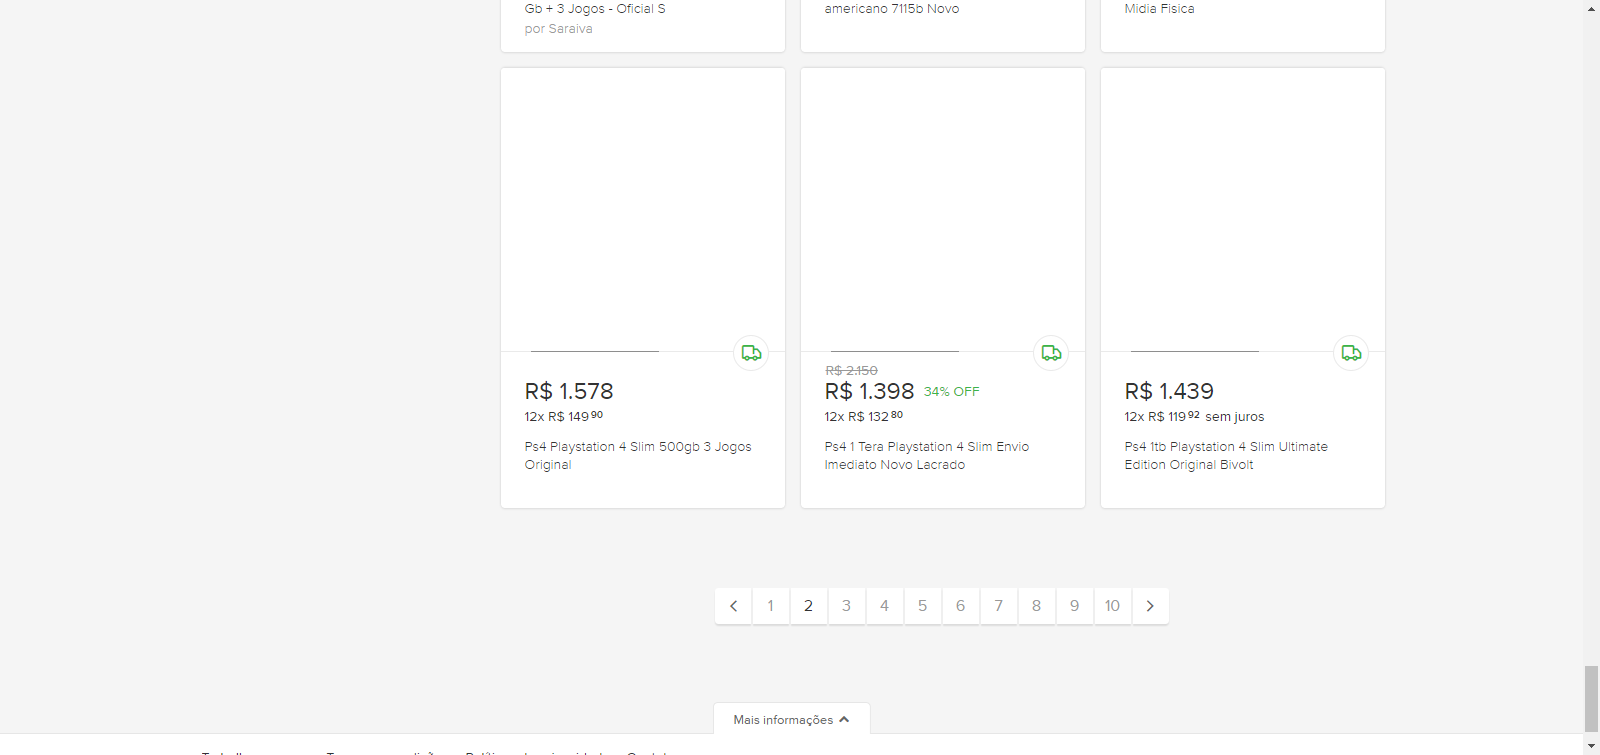 Gb + 3 Jogos - Oficial S
por Saraiva
americano 7115b Novo
Midia Fisica
R$ 1.578
12x R$ 149 90
Ps4 Playstation 4 Slim 500gb 3 Jogos
Original
R$ 2.150
R$ 1.398 34% OFF
12x R$ 132 80
Ps4 1 Tera Playstation 4 Slim Envio
Imediato Novo Lacrado
R$ 1.439
12x R$ 119 92 sem juros
Ps4 1tb Playstation 4 Slim Ultimate
Edition Original Bivolt
1 2 3 4 5 6 7 8 9 10
Mais informações